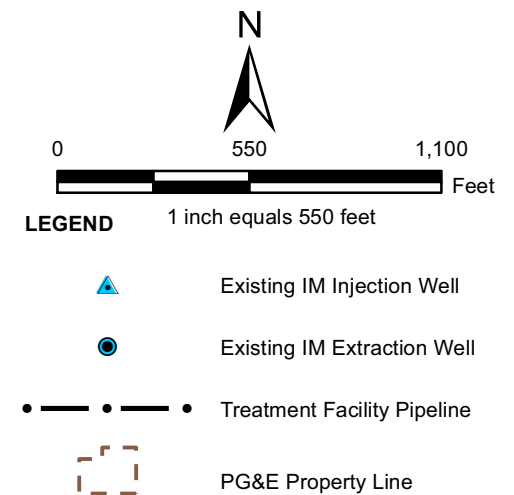 N
0 550 1,100
Feet
1 inch equals 550 feet
LEGEND
Existing IM Injection Well
Existing IM Extraction Well
Treatment Facility Pipeline
PG&E Property Line